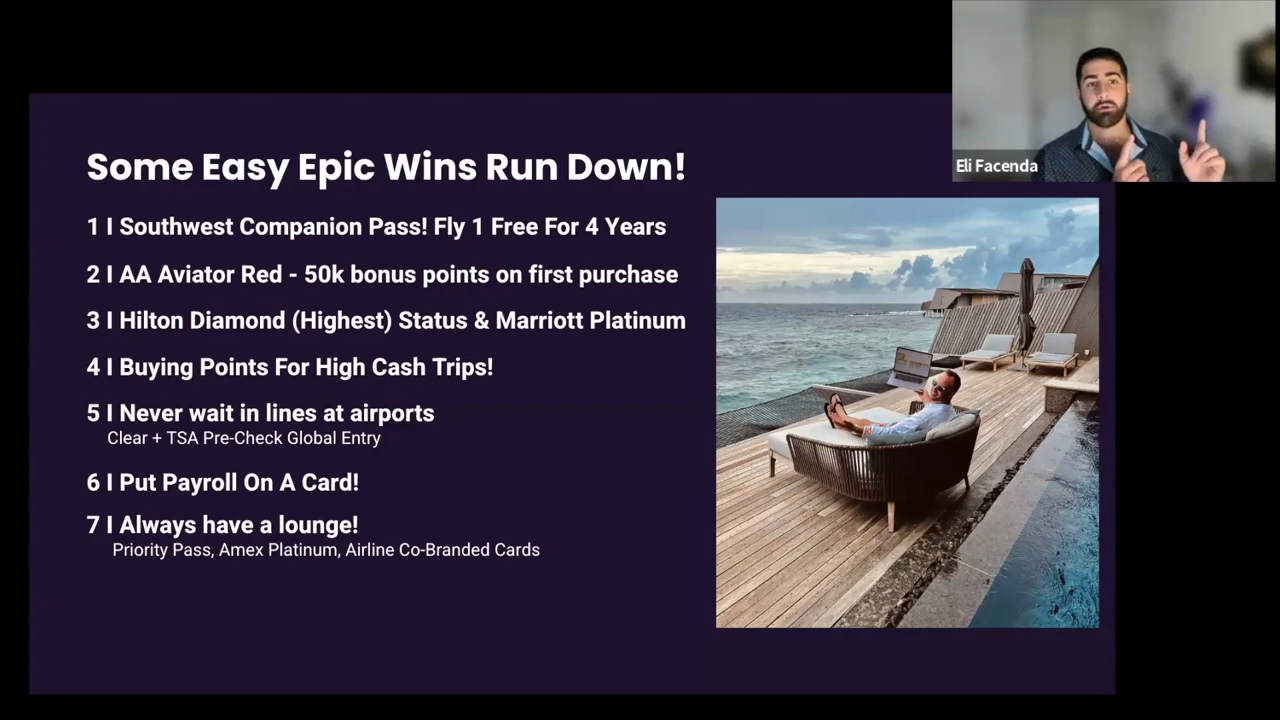 Eli Facenda
Some Easy Epic Wins Run Down!
1 I Southwest Companion Pass! Fly 1 Free For 4 Years
2 I AA Aviator Red - 50k bonus points on first purchase
3 I Hilton Diamond (Highest) Status & Marriott Platinum
4 I Buying Points For High Cash Trips!
5 I Never wait in lines at airports
Clear + TSA Pre-Check Global Entry
6 I Put Payroll On A Card!
7 I Always have a lounge!
Priority Pass, Amex Platinum, Airline Co-Branded Cards